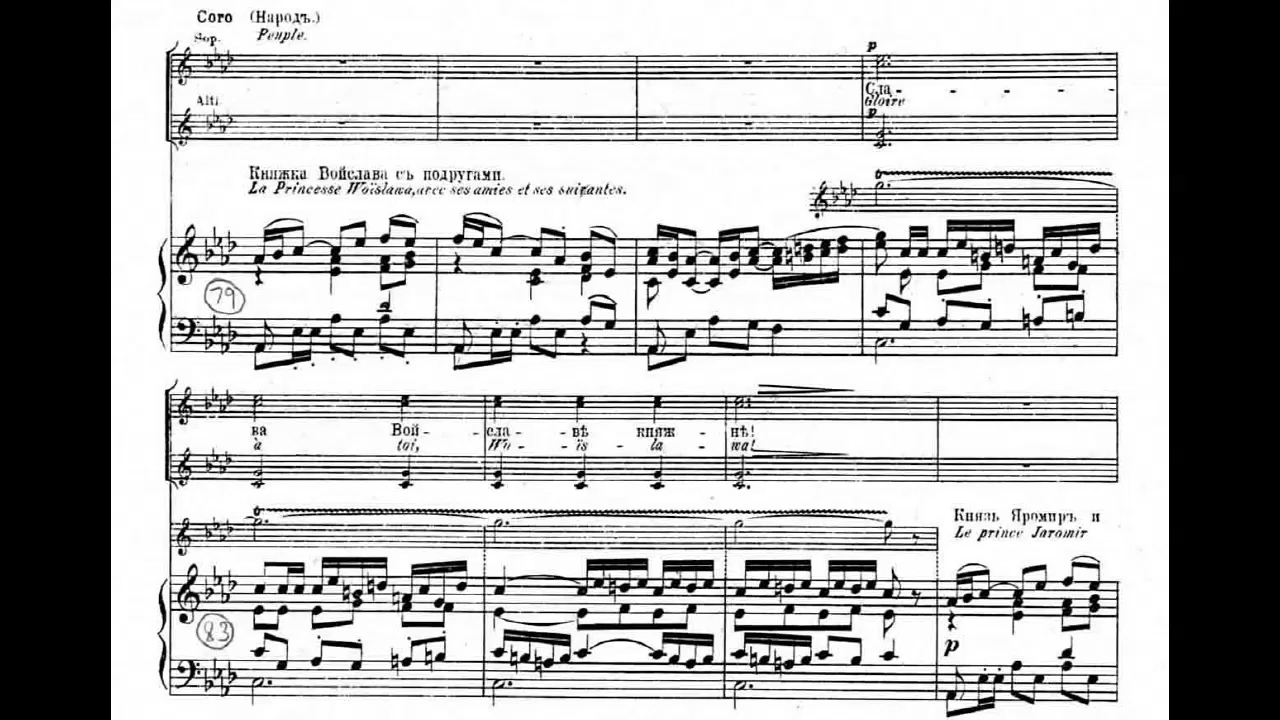 Coro (Народъ.)
Sop. Peuple.
p
Сла - - - - - -
Gloire
Alti.
p
Княжка Войслава съ подругами.
La Princesse Woïslawa, avec ses amies et ses suivantes.
79
ва Вой - - сла - - вѣ княж - - нѣ!
à toi, Wo - - ïs - - la - - wa!
Князь Яромиръ и
Le prince Jaromir
83
p